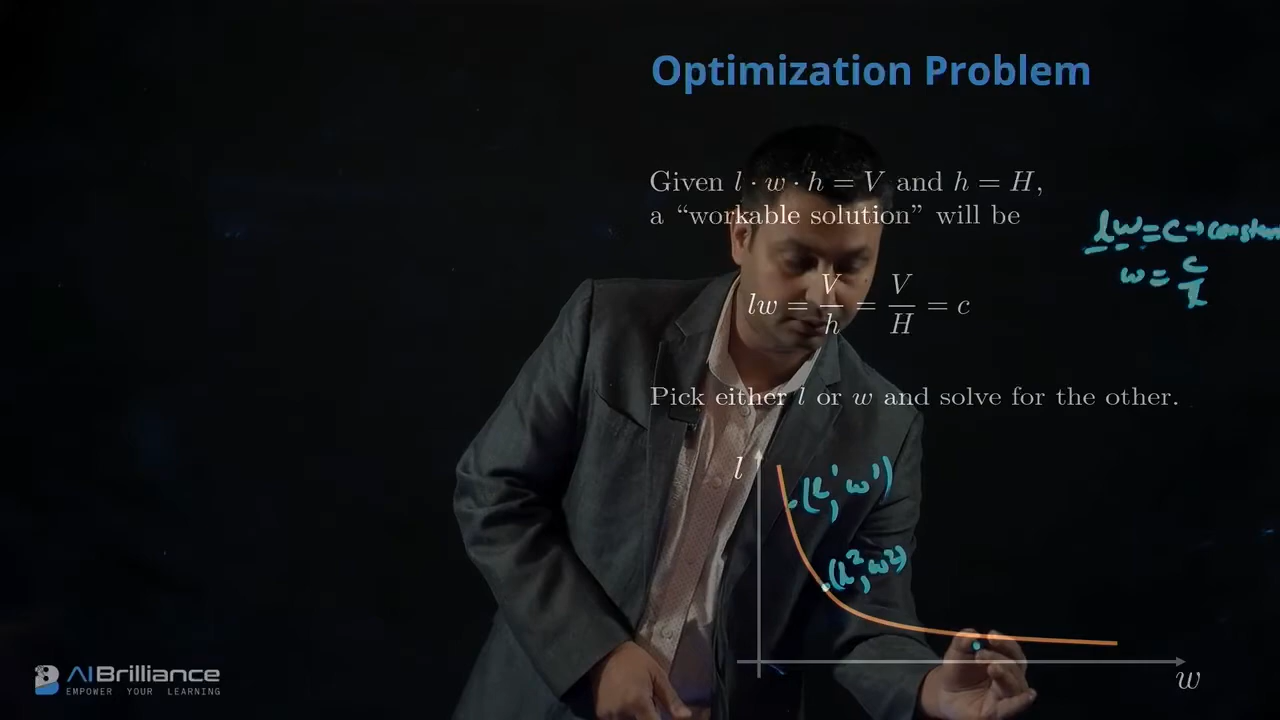 Optimization Problem
Given l · w · h = V and h = H,
a “workable solution” will be
lw = V/h = V/H = c
lw = c → constan
w = c/l
Pick either l or w and solve for the other.
l
(l¹, w¹)
(l², w²)
w
AIBrilliance
EMPOWER YOUR LEARNING